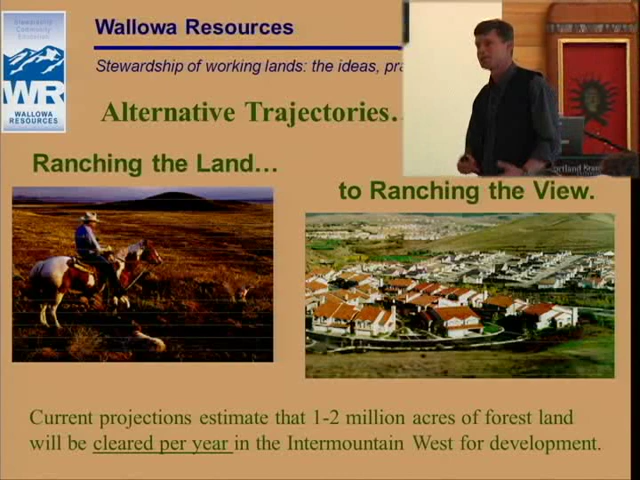 Stewardship
Community
Wallowa Resources
Stewardship of working lands: the ideas, pra
WR
WALLOWA
RESOURCES
Alternative Trajectories…
Ranching the Land…
to Ranching the View.
Current projections estimate that 1-2 million acres of forest land
will be cleared per year in the Intermountain West for development.